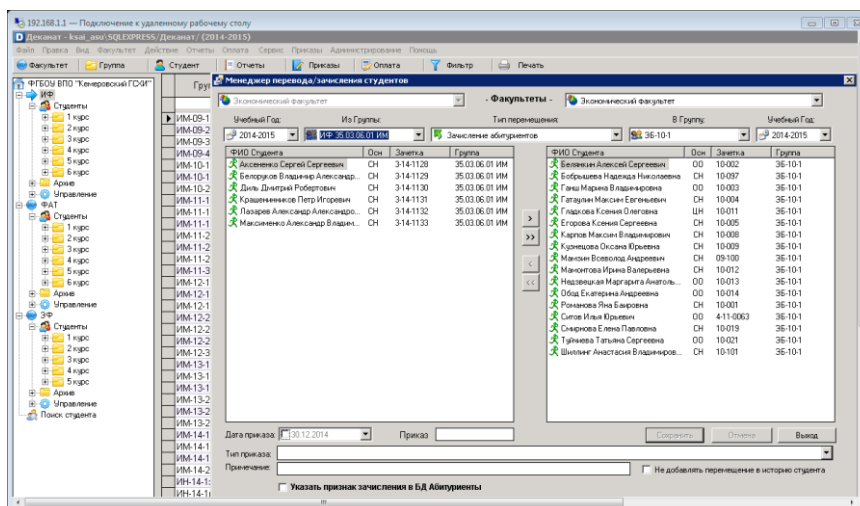 192.168.1.1 — Подключение к удаленному рабочему столу
Деканат - ksai_asu\SQLEXPRESS/Деканат/ (2014-2015)
Файл Правка Вид Факультет Действие Отчеты Оплата Сервис Приказы Администрирование Помощь
Факультет Группа Студент Отчеты Приказы Оплата Фильтр Печать
ФГБОУ ВПО "Кемеровский ГСХИ"
ИФ
Студенты
1 курс
2 курс
3 курс
4 курс
5 курс
6 курс
Архив
Управление
ФАТ
Студенты
1 курс
2 курс
3 курс
4 курс
5 курс
6 курс
Архив
Управление
ЭФ
Студенты
1 курс
2 курс
3 курс
4 курс
5 курс
Архив
Управление
Поиск студента
Гру
ИМ-09-1
ИМ-09-2
ИМ-09-3
ИМ-09-4
ИМ-10-1
ИМ-10-1
ИМ-10-2
ИМ-11-1
ИМ-11-1
ИМ-11-1
ИМ-11-2
ИМ-11-2
ИМ-11-2
ИМ-11-3
ИМ-12-1
ИМ-12-1
ИМ-12-1
ИМ-12-2
ИМ-12-2
ИМ-12-2
ИМ-12-3
ИМ-13-1
ИМ-13-1
ИМ-13-1
ИМ-13-2
ИМ-13-2
ИМ-13-2
ИМ-14-1
ИМ-14-1
ИМ-14-1
ИМ-14-2
ИН-14-1
ИН-14-1
Менеджер перевода/зачисления студентов
Экономический факультет - Факультеты - Экономический факультет
Учебный Год: Из Группы: Тип перемешения: В Группу: Учебный Год:
2014-2015 ИФ 35.03.06.01 ИМ Зачисление абитуриентов ЭБ-10-1 2014-2015
ФИО Студента Осн Зачетка Группа
Аксененко Сергей Сергеевич СН 3-14-1128 35.03.06.01 ИМ
Белоруков Владимир Александр... СН 3-14-1129 35.03.06.01 ИМ
Диль Дмитрий Робертович СН 3-14-1130 35.03.06.01 ИМ
Крашенинников Петр Игоревич СН 3-14-1131 35.03.06.01 ИМ
Лазарев Александр Александро... СН 3-14-1132 35.03.06.01 ИМ
Максименко Александр Владим... СН 3-14-1133 35.03.06.01 ИМ
>
>>
<
<<
ФИО Студента Осн Зачетка Группа
Белянкин Алексей Сергеевич ОО 10-002 ЭБ-10-1
Бобрышева Надежда Николаевна СН 10-097 ЭБ-10-1
Ганш Марина Владимировна ОО 10-003 ЭБ-10-1
Гатаулин Максим Евгеньевич СН 10-004 ЭБ-10-1
Гладкова Ксения Олеговна ЦН 10-011 ЭБ-10-1
Егорова Ксения Сергеевна СН 10-005 ЭБ-10-1
Карпов Максим Владимирович СН 10-008 ЭБ-10-1
Кузнецова Оксана Юрьевна СН 10-009 ЭБ-10-1
Мамзин Всеволод Андреевич СН 09-100 ЭБ-10-1
Мамонтова Ирина Валерьевна СН 10-012 ЭБ-10-1
Недзвецкая Маргарита Анатоль... ОО 10-013 ЭБ-10-1
Обод Екатерина Андреевна ОО 10-014 ЭБ-10-1
Романова Яна Баировна СН 10-001 ЭБ-10-1
Ситов Илья Юрьевич ОО 4-11-0063 ЭБ-10-1
Смирнова Елена Павловна СН 10-019 ЭБ-10-1
Туйчиева Татьяна Сергеевна ОО 10-021 ЭБ-10-1
Шиллинг Анастасия Владимиров... СН 10-101 ЭБ-10-1
Дата приказа: 30.12.2014 Приказ Сохранить Отмена Выход
Тип приказа:
Примечание: Не добавлять перемещение в историю студента
Указать признак зачисления в БД Абитуриенты